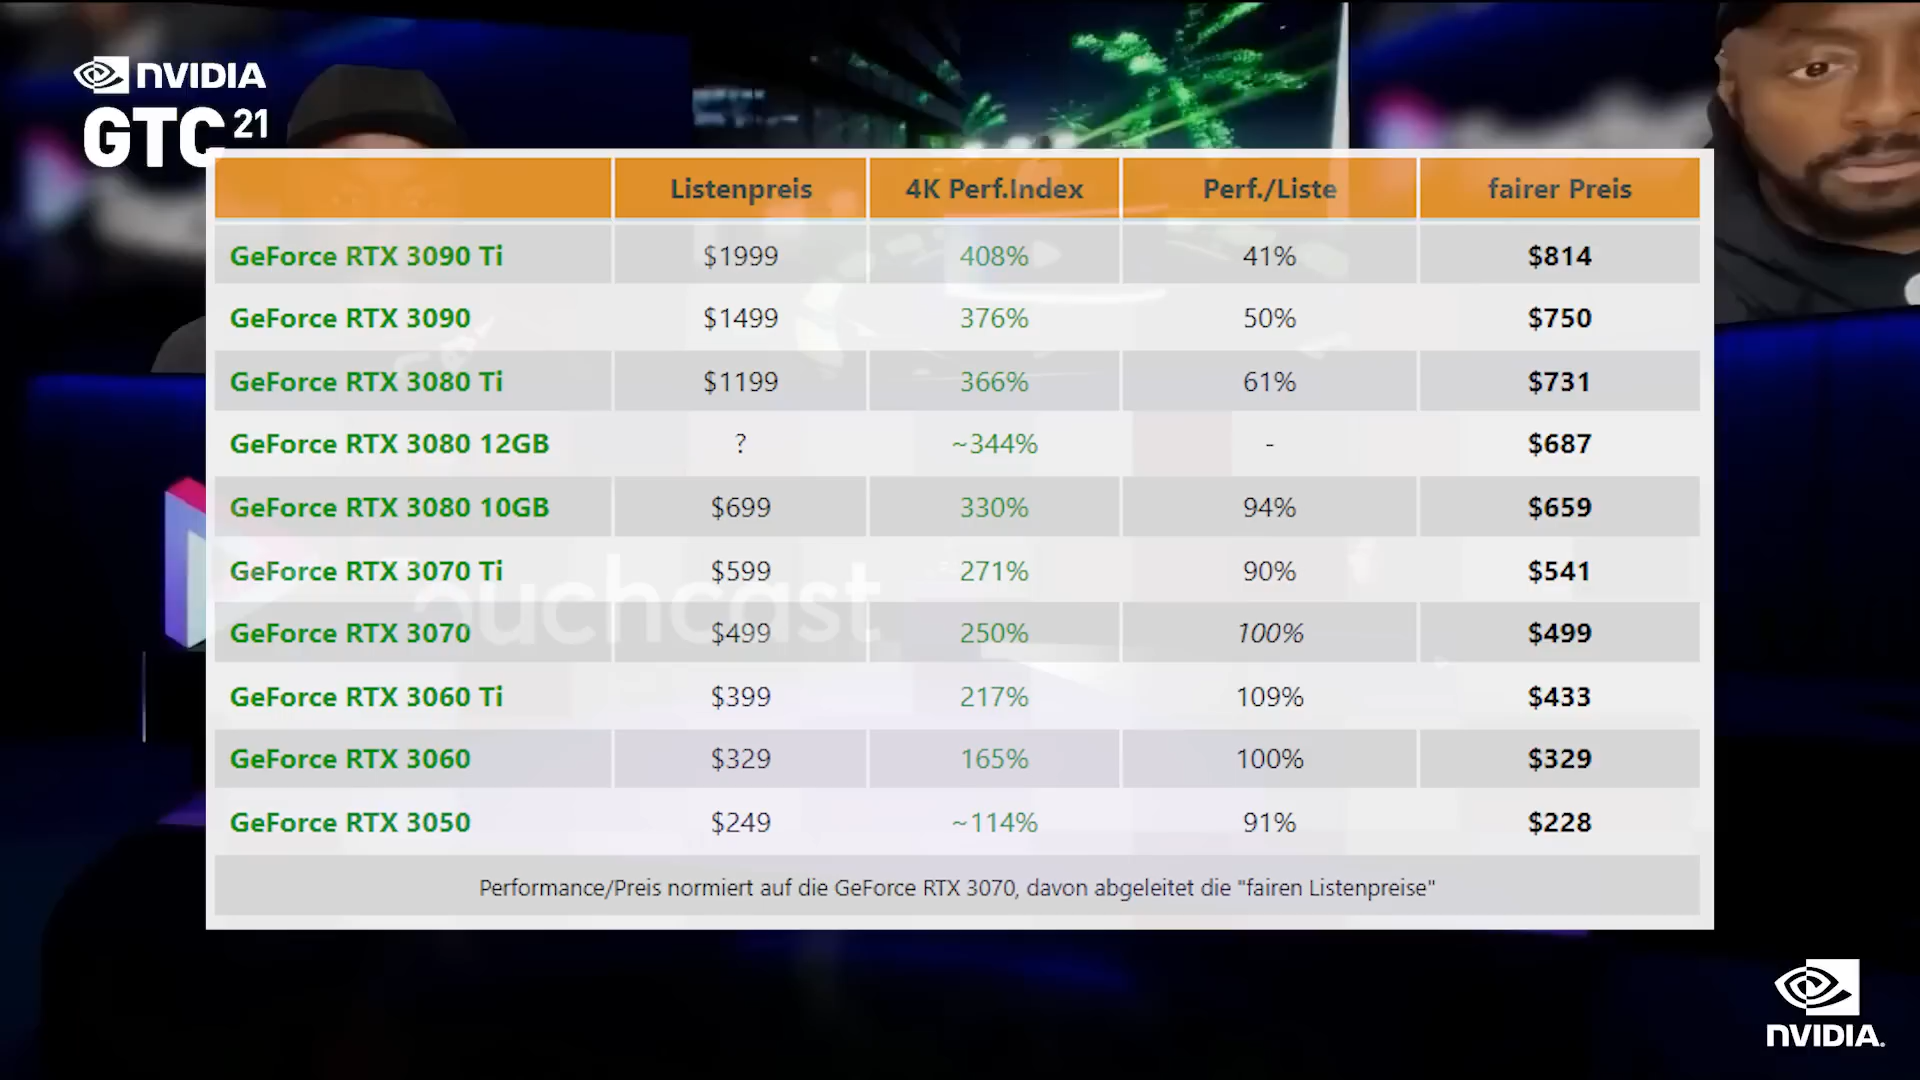 NVIDIA
GTC 21
Listenpreis 4K Perf.Index Perf./Liste fairer Preis
GeForce RTX 3090 Ti $1999 408% 41% $814
GeForce RTX 3090 $1499 376% 50% $750
GeForce RTX 3080 Ti $1199 366% 61% $731
GeForce RTX 3080 12GB ? ~344% - $687
GeForce RTX 3080 10GB $699 330% 94% $659
GeForce RTX 3070 Ti $599 271% 90% $541
Touchcast
GeForce RTX 3070 $499 250% 100% $499
GeForce RTX 3060 Ti $399 217% 109% $433
GeForce RTX 3060 $329 165% 100% $329
GeForce RTX 3050 $249 ~114% 91% $228
Performance/Preis normiert auf die GeForce RTX 3070, davon abgeleitet die "fairen Listenpreise"
NVIDIA.